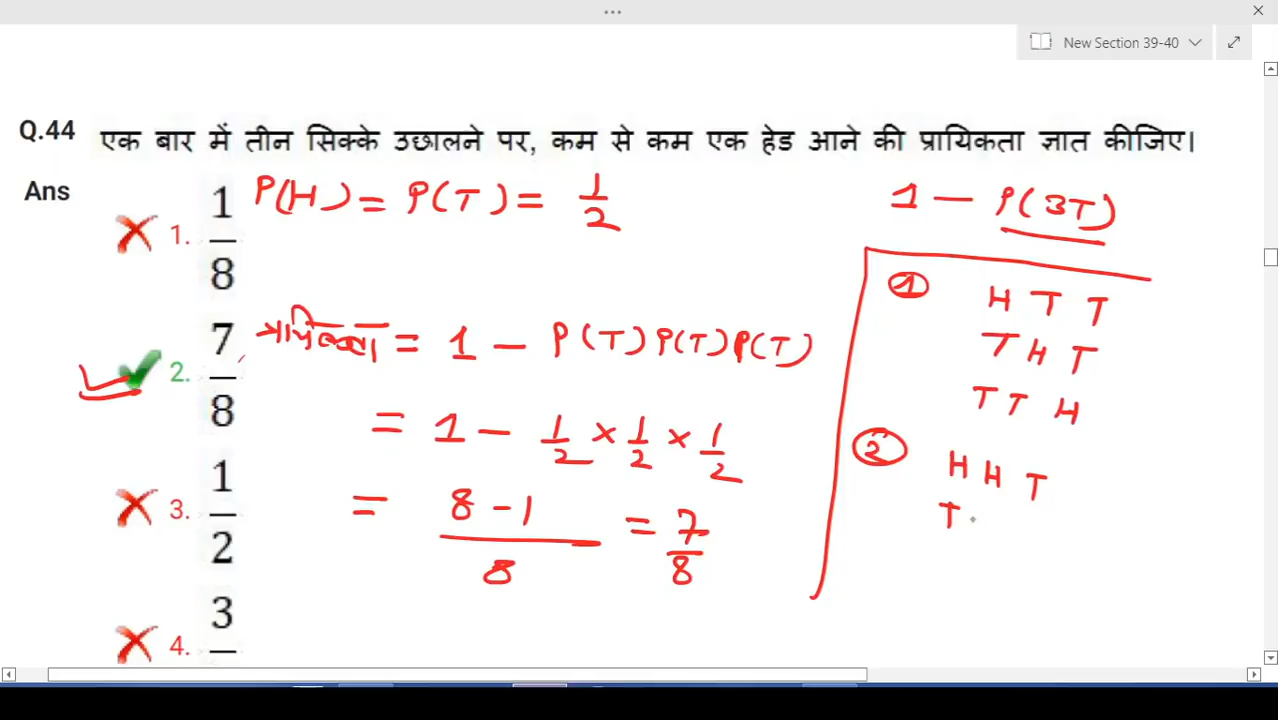 New Section 39-40
Q.44 एक बार में तीन सिक्के उछालने पर, कम से कम एक हेड आने की प्रायिकता ज्ञात कीजिए।
Ans
1. 1/8
2. 7/8
3. 1/2
4. 3
P(H) = P(T) = 1/2
प्रायिकता = 1 - P(T) P(T) P(T)
= 1 - 1/2 × 1/2 × 1/2
= 8-1/8 = 7/8
1 - P(3T)
① H T T
T H T
T T H
② H H T
T